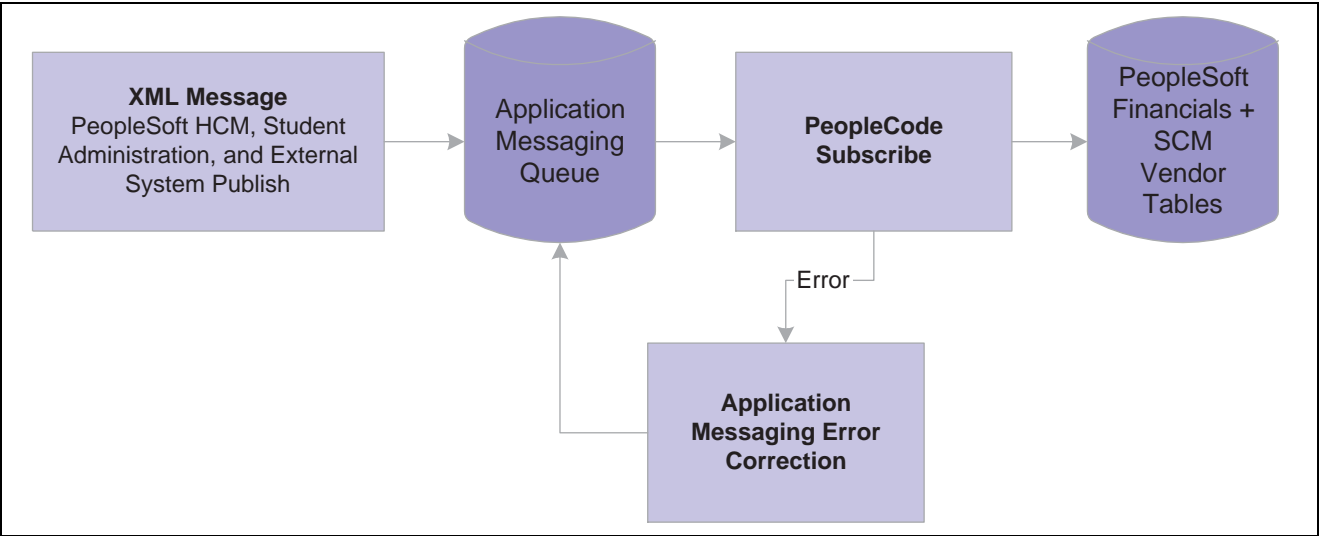 XML Message
PeopleSoft HCM, Student
Administration, and External
System Publish
Application
Messaging
Queue
PeopleCode
Subscribe
PeopleSoft
Financials +
SCM
Vendor
Tables
Error
Application
Messaging Error
Correction